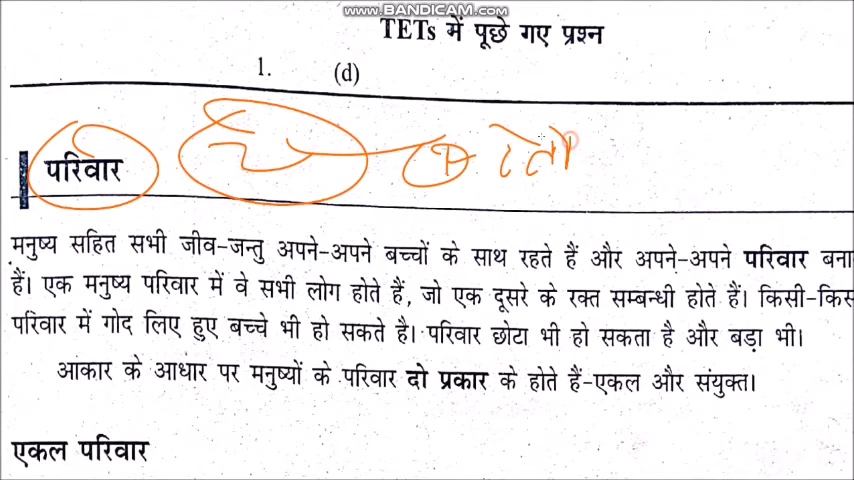 www.BANDICAM.com
TETs में पूछे गए प्रश्न
1. (d)
परिवार
मनुष्य सहित सभी जीव-जन्तु अपने-अपने बच्चों के साथ रहते हैं और अपने-अपने परिवार बना
हैं। एक मनुष्य परिवार में वे सभी लोग होते हैं, जो एक दूसरे के रक्त सम्बन्धी होते हैं। किसी-किस
परिवार में गोद लिए हुए बच्चे भी हो सकते है। परिवार छोटा भी हो सकता है और बड़ा भी।
आकार के आधार पर मनुष्यों के परिवार दो प्रकार के होते हैं-एकल और संयुक्त।
एकल परिवार